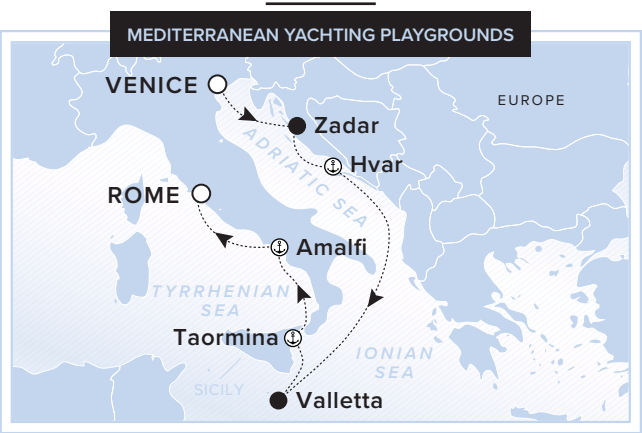 MEDITERRANEAN YACHTING PLAYGROUNDS
VENICE
EUROPE
Zadar
ADRIATIC SEA
Hvar
ROME
Amalfi
TYRRHENIAN
SEA
Taormina
IONIAN
SEA
SICILY
Valletta